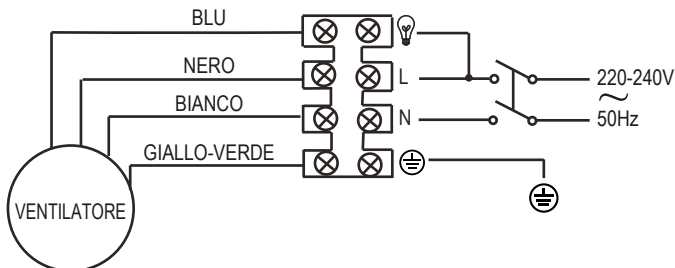 BLU
NERO
L
220-240V
~
BIANCO
N
50Hz
GIALLO-VERDE
VENTILATORE